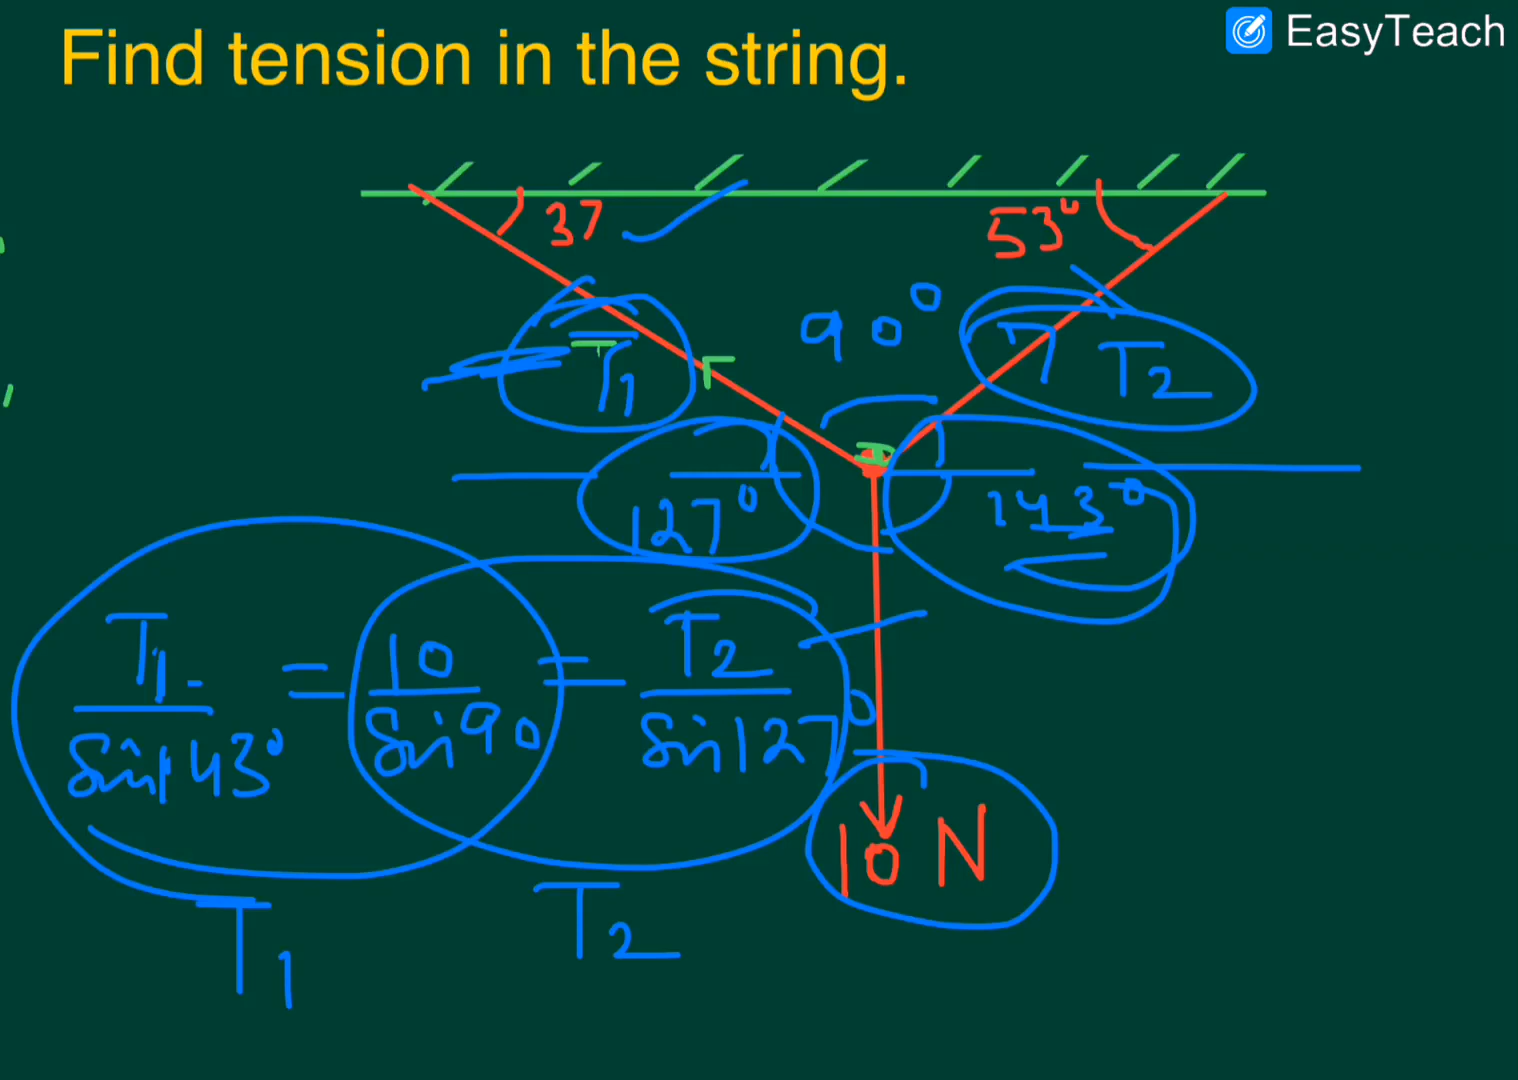 EasyTeach
Find tension in the string.
37 53°
90°
T1 T T2
127° 143°
T1 = 10 = T2
sin143° sin90 sin127°
10 N
T1 T2